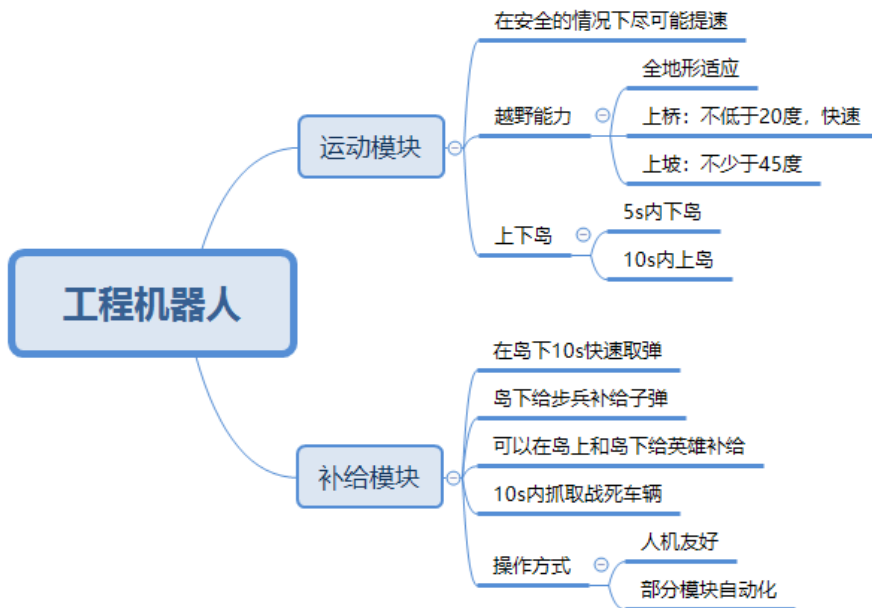 工程机器人
运动模块
在安全的情况下尽可能提速
越野能力
全地形适应
上桥：不低于20度，快速
上坡：不少于45度
上下岛
5s内下岛
10s内上岛
补给模块
在岛下10s快速取弹
岛下给步兵补给子弹
可以在岛上和岛下给英雄补给
10s内抓取战死车辆
操作方式
人机友好
部分模块自动化